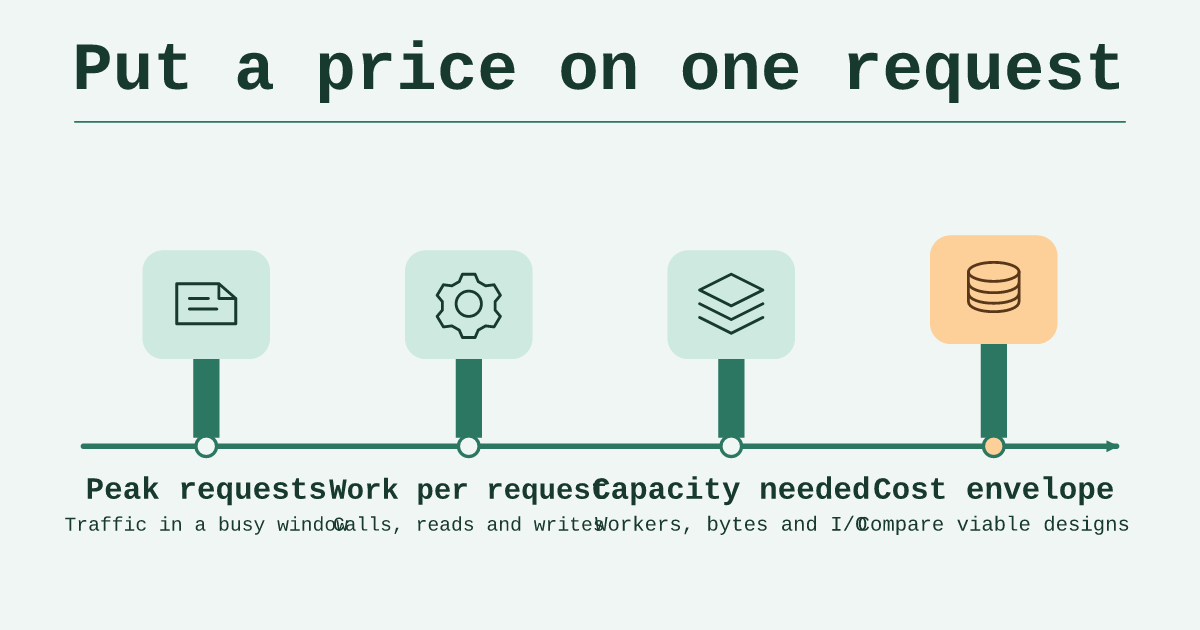 Put a price on one request
Peak requests
Traffic in a busy window
Work per request
Calls, reads and writes
Capacity needed
Workers, bytes and I/O
Cost envelope
Compare viable designs